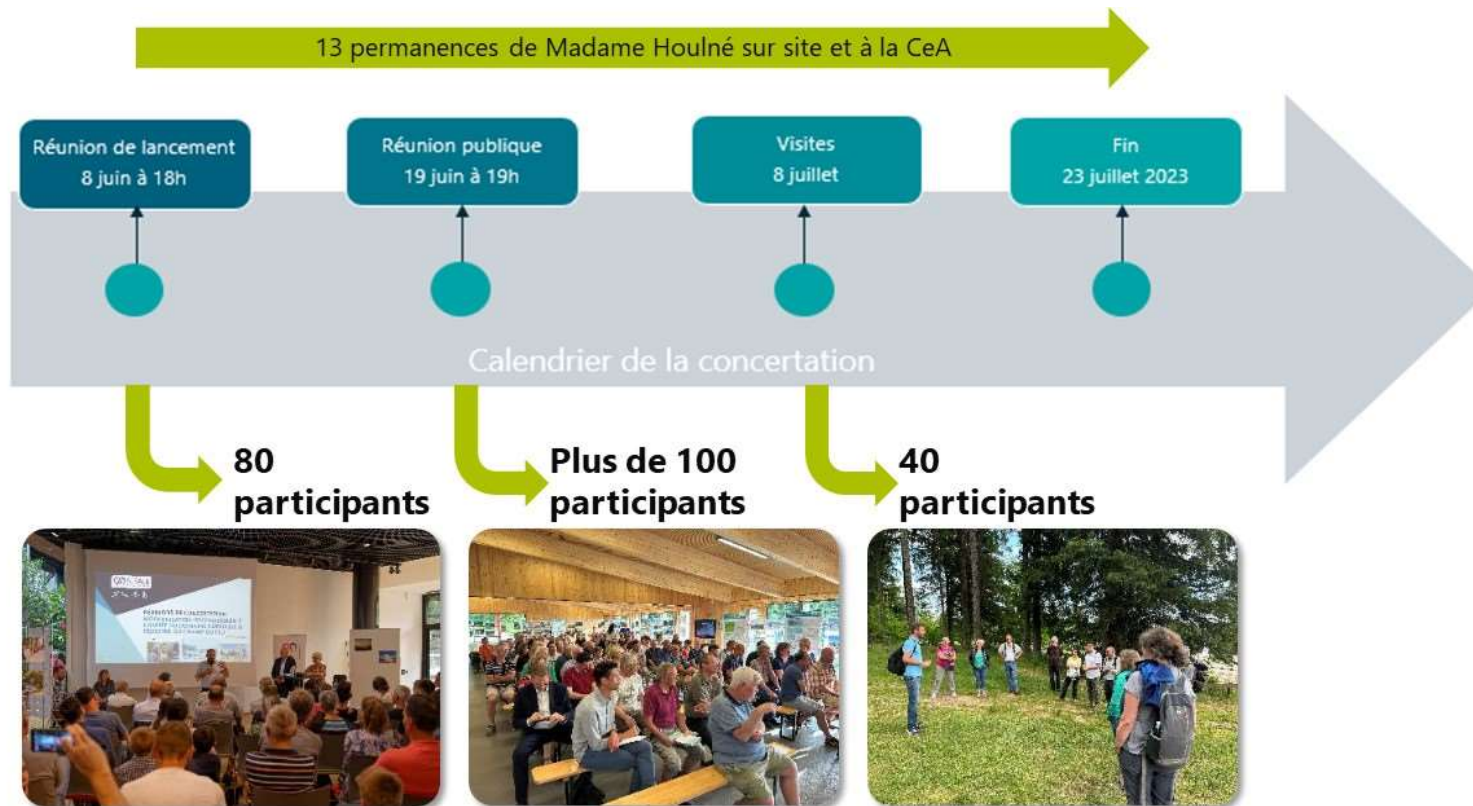 13 permanences de Madame Houlné sur site et à la CeA
Réunion de lancement
8 juin à 18h
Réunion publique
19 juin à 19h
Visites
8 juillet
Fin
23 juillet 2023
Calendrier de la concertation
80
participants
Plus de 100
participants
40
participants